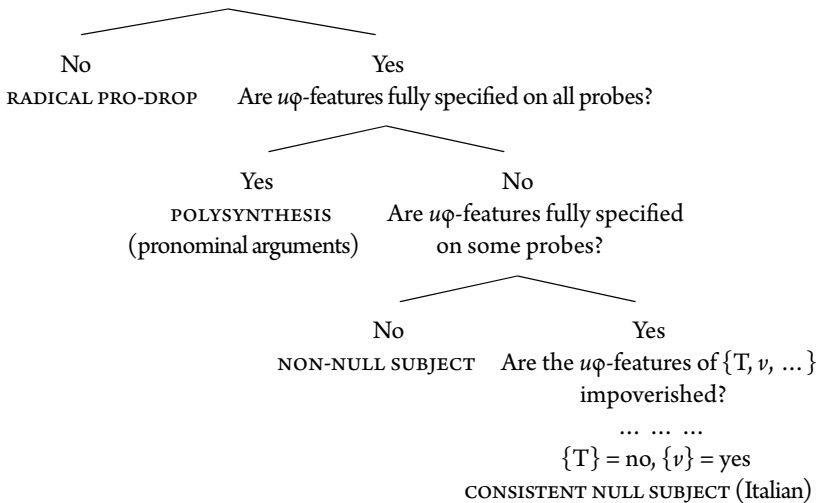 No Yes
RADICAL PRO-DROP Are uφ-features fully specified on all probes?
Yes No
POLYSYNTHESIS Are uφ-features fully specified
(pronominal arguments) on some probes?
No Yes
NON-NULL SUBJECT Are the uφ-features of {T, v, …}
impoverished?
… … …
{T} = no, {v} = yes
CONSISTENT NULL SUBJECT (Italian)